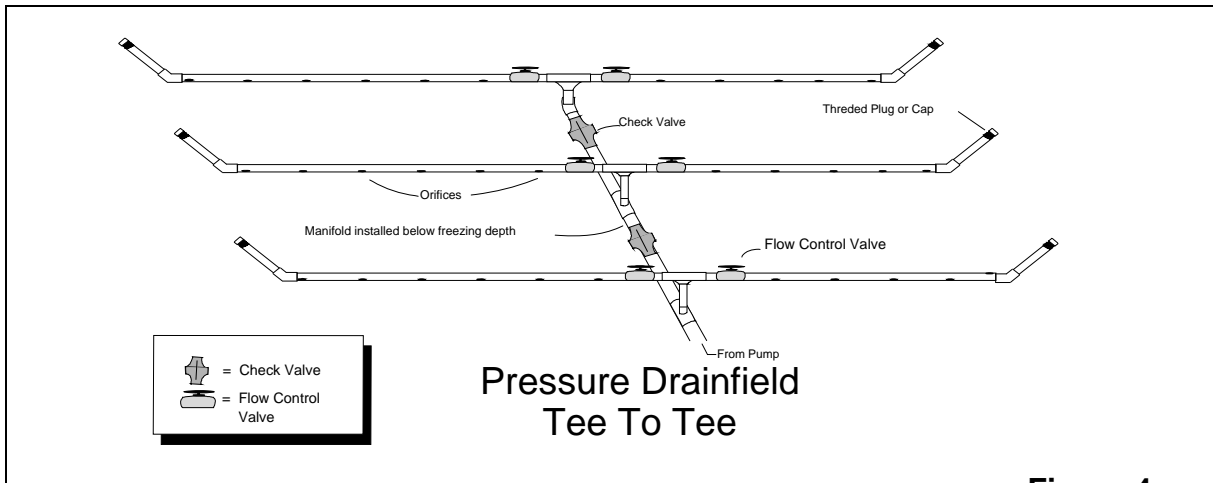 Check Valve
Threded Plug or Cap
Orifices
Manifold installed below freezing depth
Flow Control Valve
From Pump
= Check Valve
= Flow Control
Valve
Pressure Drainfield
Tee To Tee